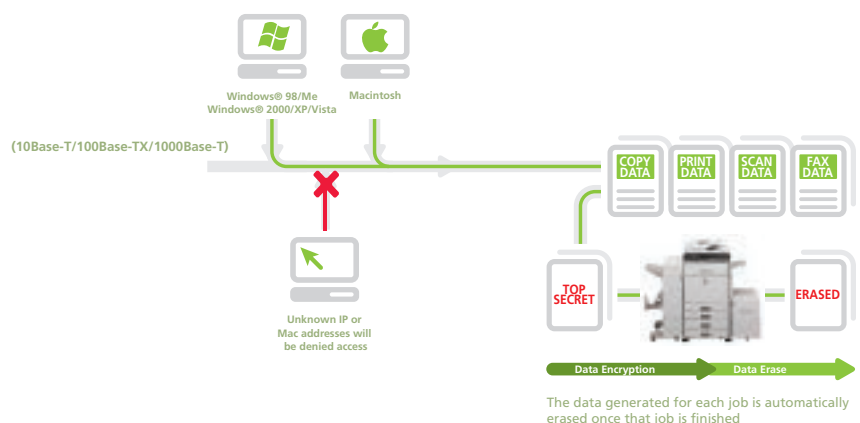 Windows® 98/Me
Windows® 2000/XP/Vista
Macintosh
(10Base-T/100Base-TX/1000Base-T)
COPY
DATA
PRINT
DATA
SCAN
DATA
FAX
DATA
Unknown IP or
Mac addresses will
be denied access
TOP
SECRET
ERASED
Data Encryption
Data Erase
The data generated for each job is automatically
erased once that job is finished